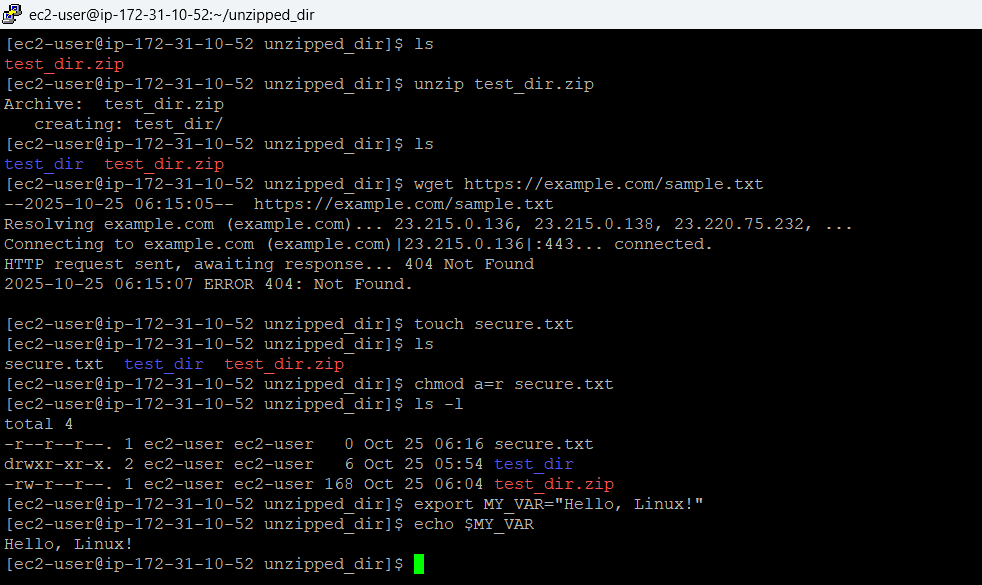 ec2-user@ip-172-31-10-52:~/unzipped_dir
[ec2-user@ip-172-31-10-52 unzipped_dir]$ ls
test_dir.zip
[ec2-user@ip-172-31-10-52 unzipped_dir]$ unzip test_dir.zip
Archive:  test_dir.zip
   creating: test_dir/
[ec2-user@ip-172-31-10-52 unzipped_dir]$ ls
test_dir  test_dir.zip
[ec2-user@ip-172-31-10-52 unzipped_dir]$ wget https://example.com/sample.txt
--2025-10-25 06:15:05--  https://example.com/sample.txt
Resolving example.com (example.com)... 23.215.0.136, 23.215.0.138, 23.220.75.232, ...
Connecting to example.com (example.com)|23.215.0.136|:443... connected.
HTTP request sent, awaiting response... 404 Not Found
2025-10-25 06:15:07 ERROR 404: Not Found.
[ec2-user@ip-172-31-10-52 unzipped_dir]$ touch secure.txt
[ec2-user@ip-172-31-10-52 unzipped_dir]$ ls
secure.txt  test_dir  test_dir.zip
[ec2-user@ip-172-31-10-52 unzipped_dir]$ chmod a=r secure.txt
[ec2-user@ip-172-31-10-52 unzipped_dir]$ ls -l
total 4
-r--r--r--. 1 ec2-user ec2-user   0 Oct 25 06:16 secure.txt
drwxr-xr-x. 2 ec2-user ec2-user   6 Oct 25 05:54 test_dir
-rw-r--r--. 1 ec2-user ec2-user 168 Oct 25 06:04 test_dir.zip
[ec2-user@ip-172-31-10-52 unzipped_dir]$ export MY_VAR="Hello, Linux!"
[ec2-user@ip-172-31-10-52 unzipped_dir]$ echo $MY_VAR
Hello, Linux!
[ec2-user@ip-172-31-10-52 unzipped_dir]$